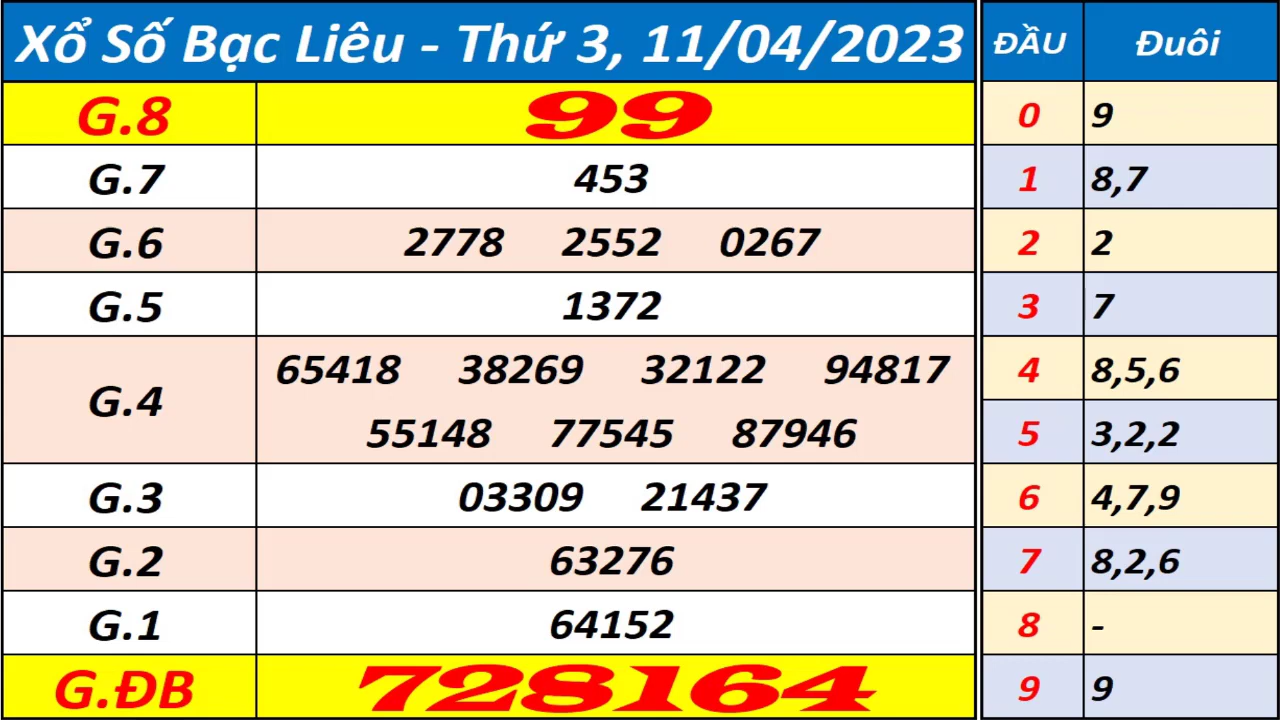 Xổ Số Bạc Liêu - Thứ 3, 11/04/2023
G.8 99
G.7 453
G.6 2778 2552 0267
G.5 1372
G.4 65418 38269 32122 94817
55148 77545 87946
G.3 03309 21437
G.2 63276
G.1 64152
G.ĐB 728164
ĐẦU Đuôi
0 9
1 8,7
2 2
3 7
4 8,5,6
5 3,2,2
6 4,7,9
7 8,2,6
8 -
9 9